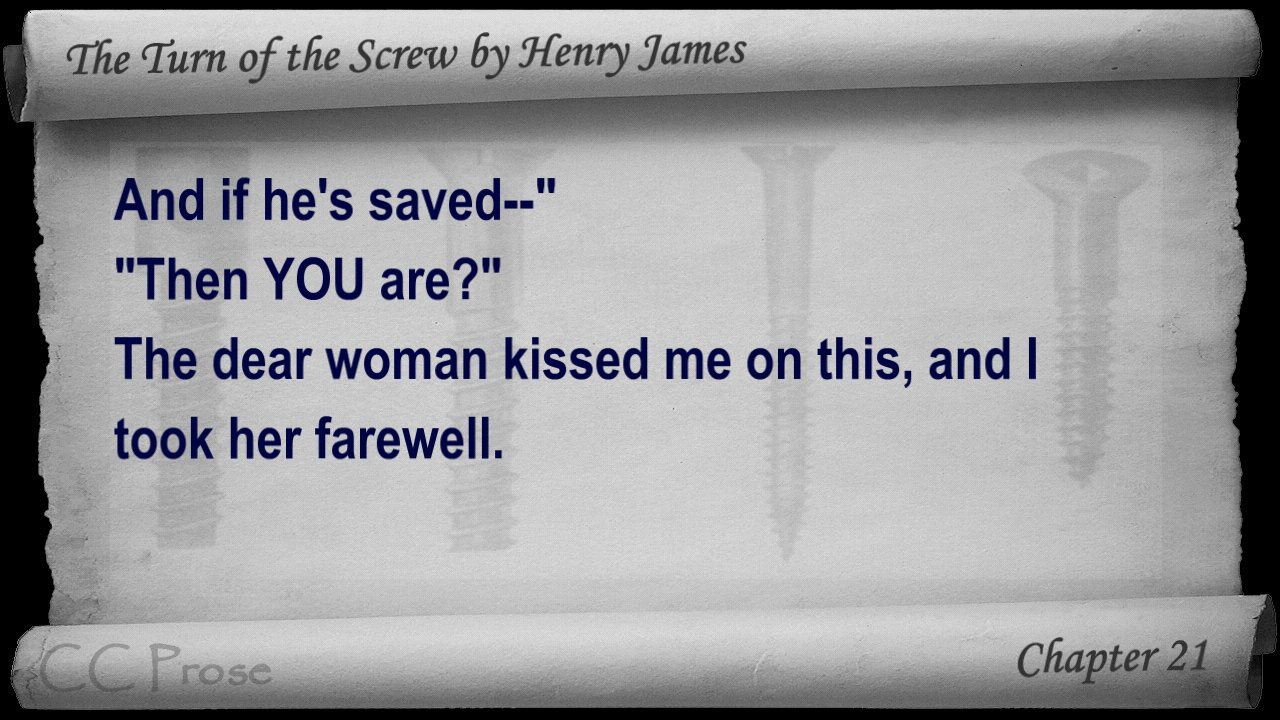 The Turn of the Screw by Henry James
And if he's saved--"
"Then YOU are?"
The dear woman kissed me on this, and I
took her farewell.
CC Prose
Chapter 21